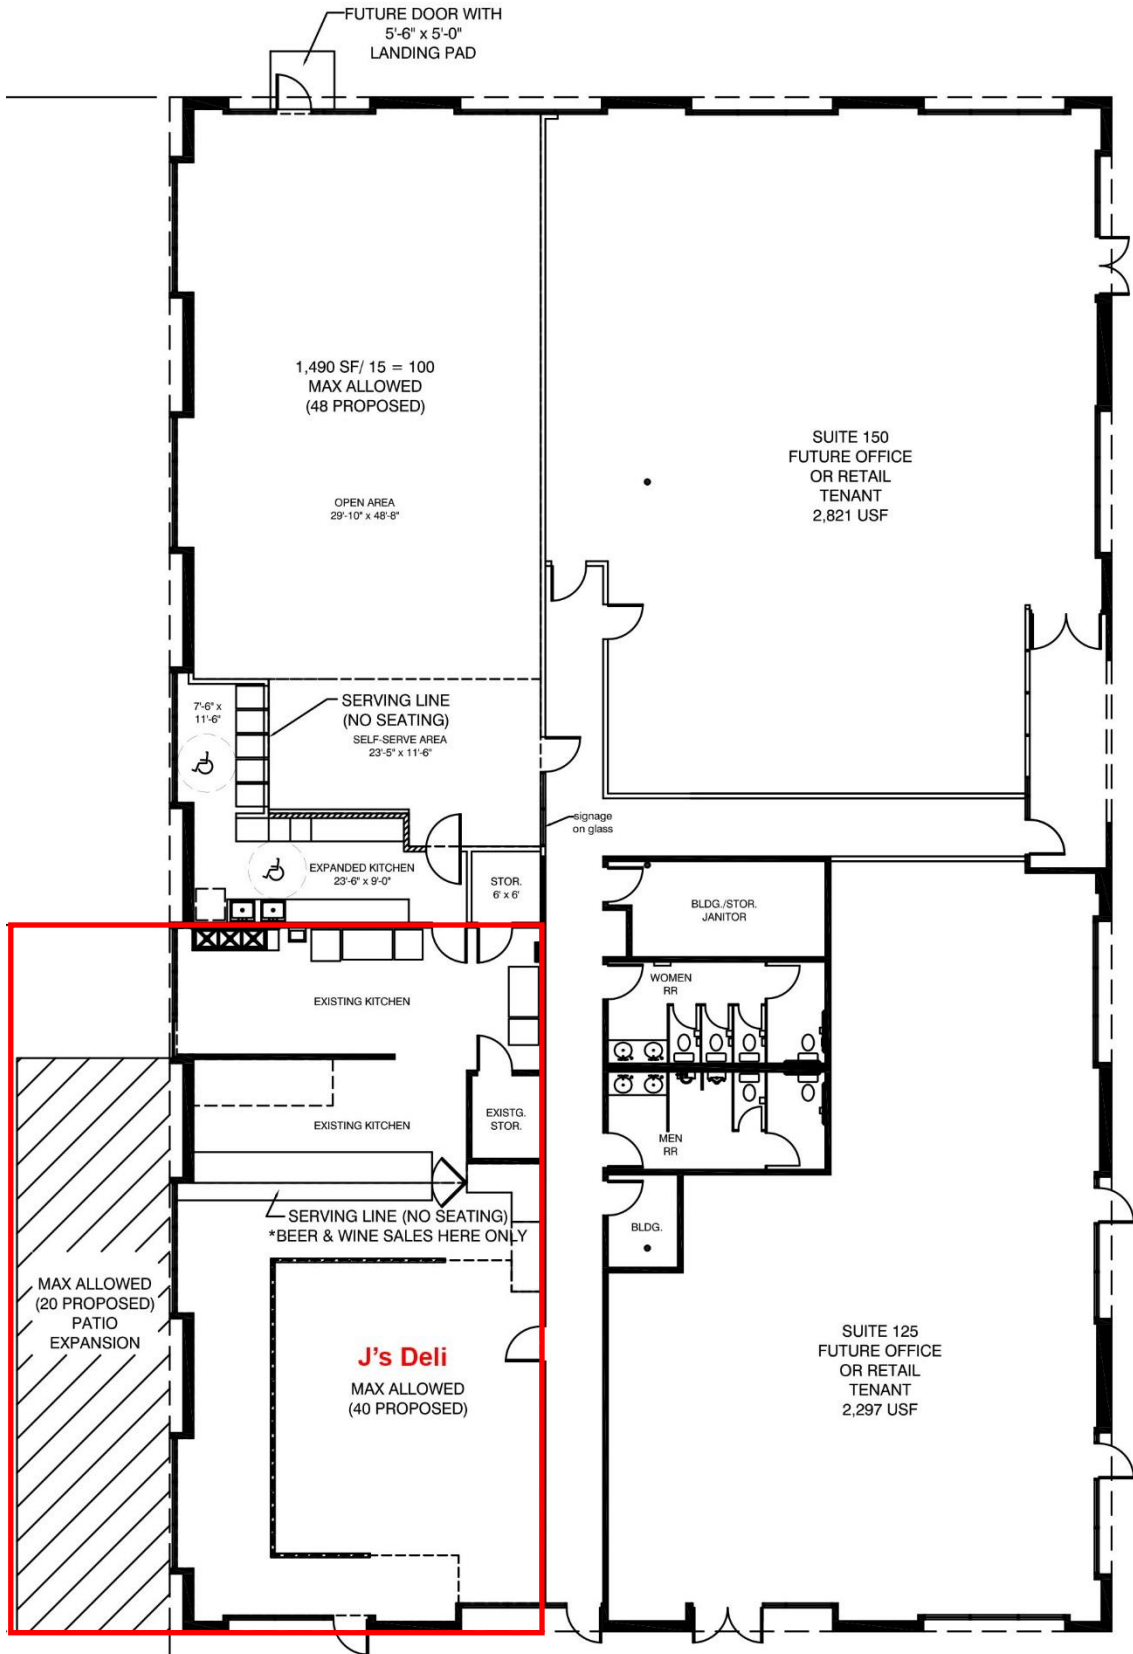 FUTURE DOOR WITH
5'-6" x 5'-0"
LANDING PAD
1,490 SF/ 15 = 100
MAX ALLOWED
(48 PROPOSED)
OPEN AREA
29'-10" x 48'-8"
SUITE 150
FUTURE OFFICE
OR RETAIL
TENANT
2,821 USF
7'-6" x
11'-6"
SERVING LINE
(NO SEATING)
SELF-SERVE AREA
23'-5" x 11'-6"
signage
on glass
EXPANDED KITCHEN
23'-6" x 9'-0"
STOR.
6' x 6'
BLDG./STOR.
JANITOR
WOMEN
RR
EXISTING KITCHEN
EXISTING KITCHEN
EXISTG.
STOR.
MEN
RR
SERVING LINE (NO SEATING)
*BEER & WINE SALES HERE ONLY
BLDG.
MAX ALLOWED
(20 PROPOSED)
PATIO
EXPANSION
J's Deli
MAX ALLOWED
(40 PROPOSED)
SUITE 125
FUTURE OFFICE
OR RETAIL
TENANT
2,297 USF